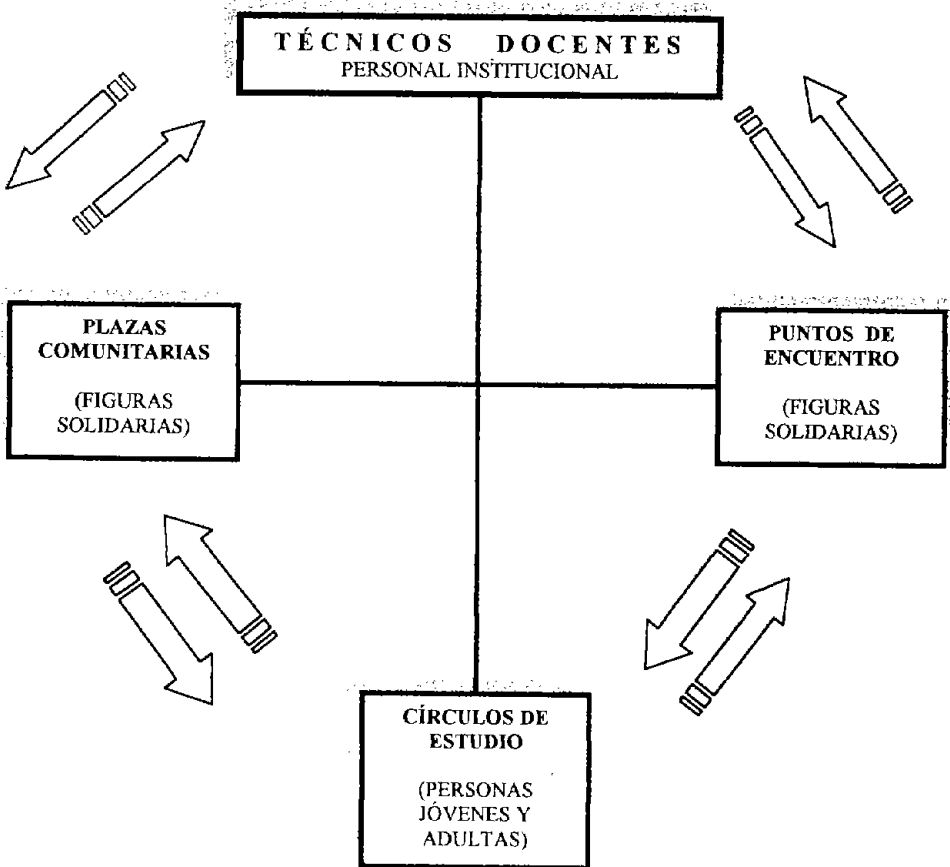 TÉCNICOS DOCENTES
PERSONAL INSTITUCIONAL
PLAZAS
COMUNITARIAS
(FIGURAS
SOLIDARIAS)
PUNTOS DE
ENCUENTRO
(FIGURAS
SOLIDARIAS)
CÍRCULOS DE
ESTUDIO
(PERSONAS
JÓVENES Y
ADULTAS)